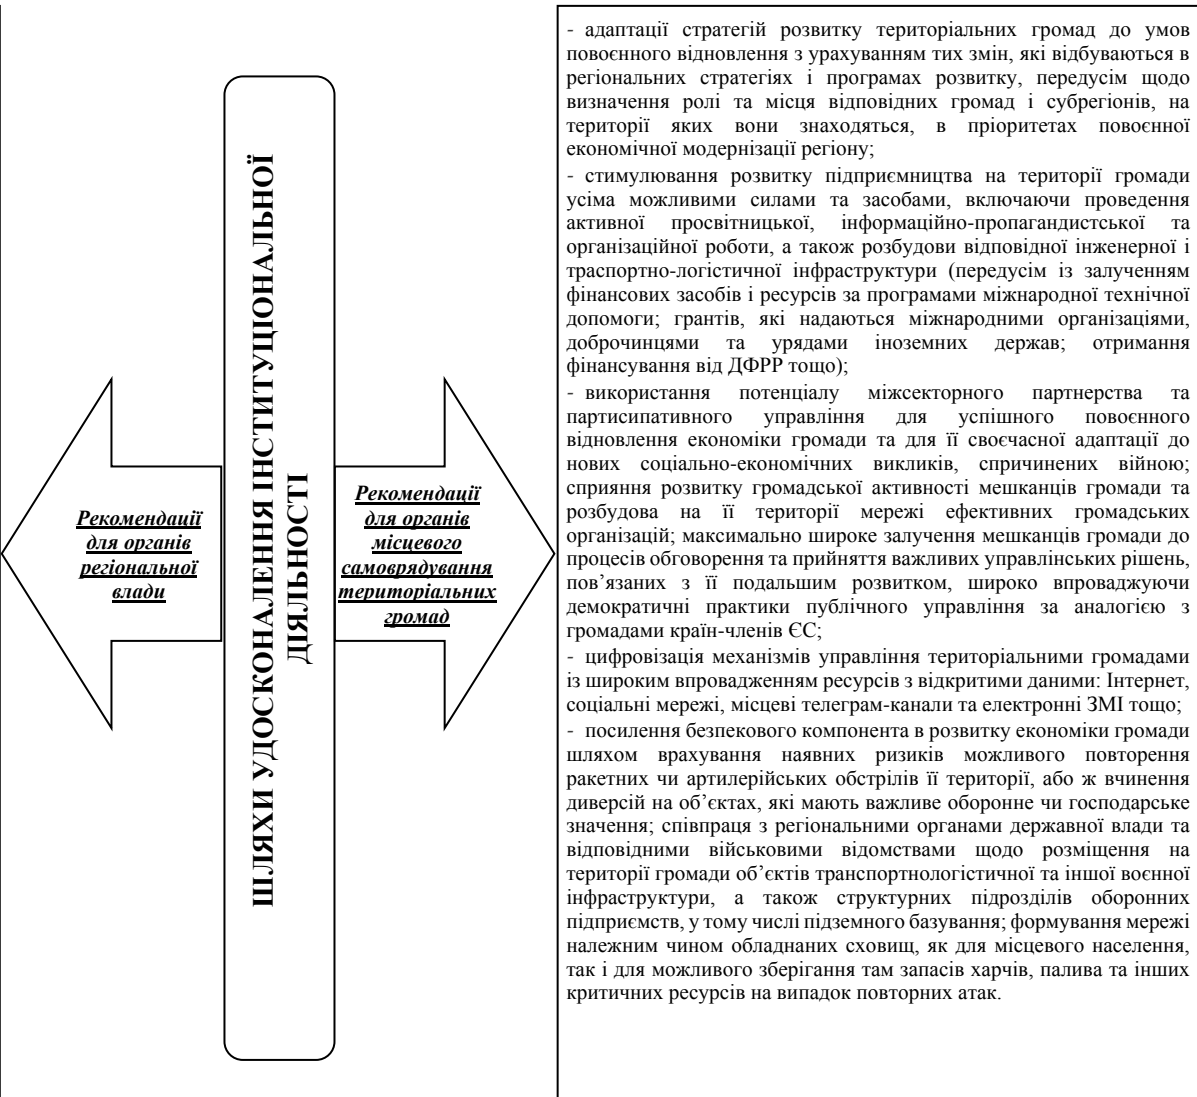 ШЛЯХИ УДОСКОНАЛЕННЯ ІНСТИТУЦІОНАЛЬНОЇ
ДІЯЛЬНОСТІ
Рекомендації
для органів
регіональної
влади
Рекомендації
для органів
місцевого
самоврядування
територіальних
громад
- адаптації стратегій розвитку територіальних громад до умов
повоєнного відновлення з урахуванням тих змін, які відбуваються в
регіональних стратегіях і програмах розвитку, передусім щодо
визначення ролі та місця відповідних громад і субрегіонів, на
території яких вони знаходяться, в пріоритетах повоєнної
економічної модернізації регіону;
- стимулювання розвитку підприємництва на території громади
усіма можливими силами та засобами, включаючи проведення
активної просвітницької, інформаційно-пропагандистської та
організаційної роботи, а також розбудови відповідної інженерної і
траспортно-логістичної інфраструктури (передусім із залученням
фінансових засобів і ресурсів за програмами міжнародної технічної
допомоги; грантів, які надаються міжнародними організаціями,
доброчинцями та урядами іноземних держав; отримання
фінансування від ДФРР тощо);
- використання потенціалу міжсекторного партнерства та
партисипативного управління для успішного повоєнного
відновлення економіки громади та для її своєчасної адаптації до
нових соціально-економічних викликів, спричинених війною;
сприяння розвитку громадської активності мешканців громади та
розбудова на її території мережі ефективних громадських
організацій; максимально широке залучення мешканців громади до
процесів обговорення та прийняття важливих управлінських рішень,
пов’язаних з її подальшим розвитком, широко впроваджуючи
демократичні практики публічного управління за аналогією з
громадами країн-членів ЄС;
- цифровізація механізмів управління територіальними громадами
із широким впровадженням ресурсів з відкритими даними: Інтернет,
соціальні мережі, місцеві телеграм-канали та електронні ЗМІ тощо;
- посилення безпекового компонента в розвитку економіки громади
шляхом врахування наявних ризиків можливого повторення
ракетних чи артилерійських обстрілів її території, або ж вчинення
диверсій на об’єктах, які мають важливе оборонне чи господарське
значення; співпраця з регіональними органами державної влади та
відповідними військовими відомствами щодо розміщення на
території громади об’єктів транспортнологістичної та іншої воєнної
інфраструктури, а також структурних підрозділів оборонних
підприємств, у тому числі підземного базування; формування мережі
належним чином обладнаних сховищ, як для місцевого населення,
так і для можливого зберігання там запасів харчів, палива та інших
критичних ресурсів на випадок повторних атак.